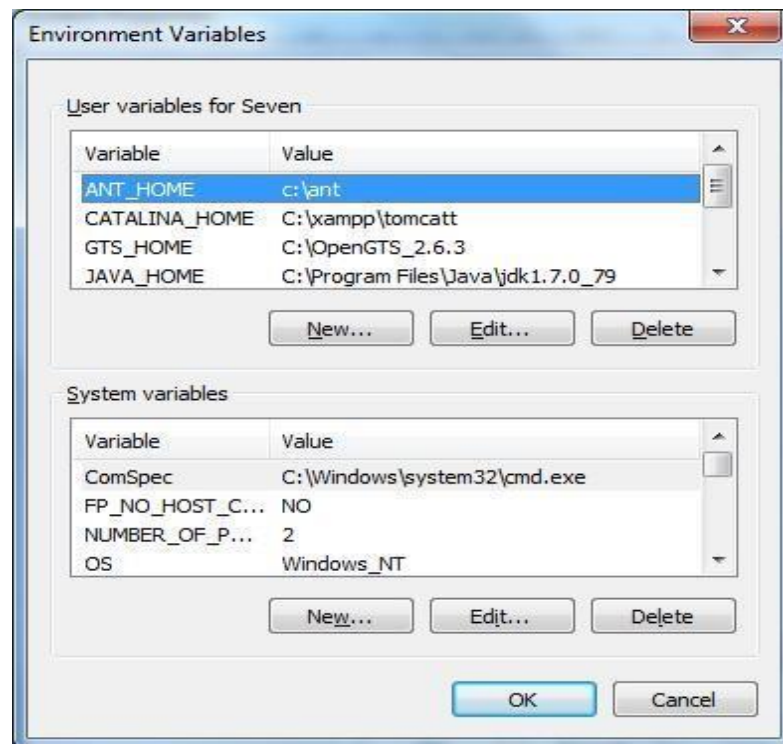 Environment Variables
User variables for Seven
Variable Value
ANT_HOME c:\ant
CATALINA_HOME C:\xampp\tomcatt
GTS_HOME C:\OpenGTS_2.6.3
JAVA_HOME C:\Program Files\Java\jdk1.7.0_79
New... Edit... Delete
System variables
Variable Value
ComSpec C:\Windows\system32\cmd.exe
FP_NO_HOST_C... NO
NUMBER_OF_P... 2
OS Windows_NT
New... Edit... Delete
OK Cancel